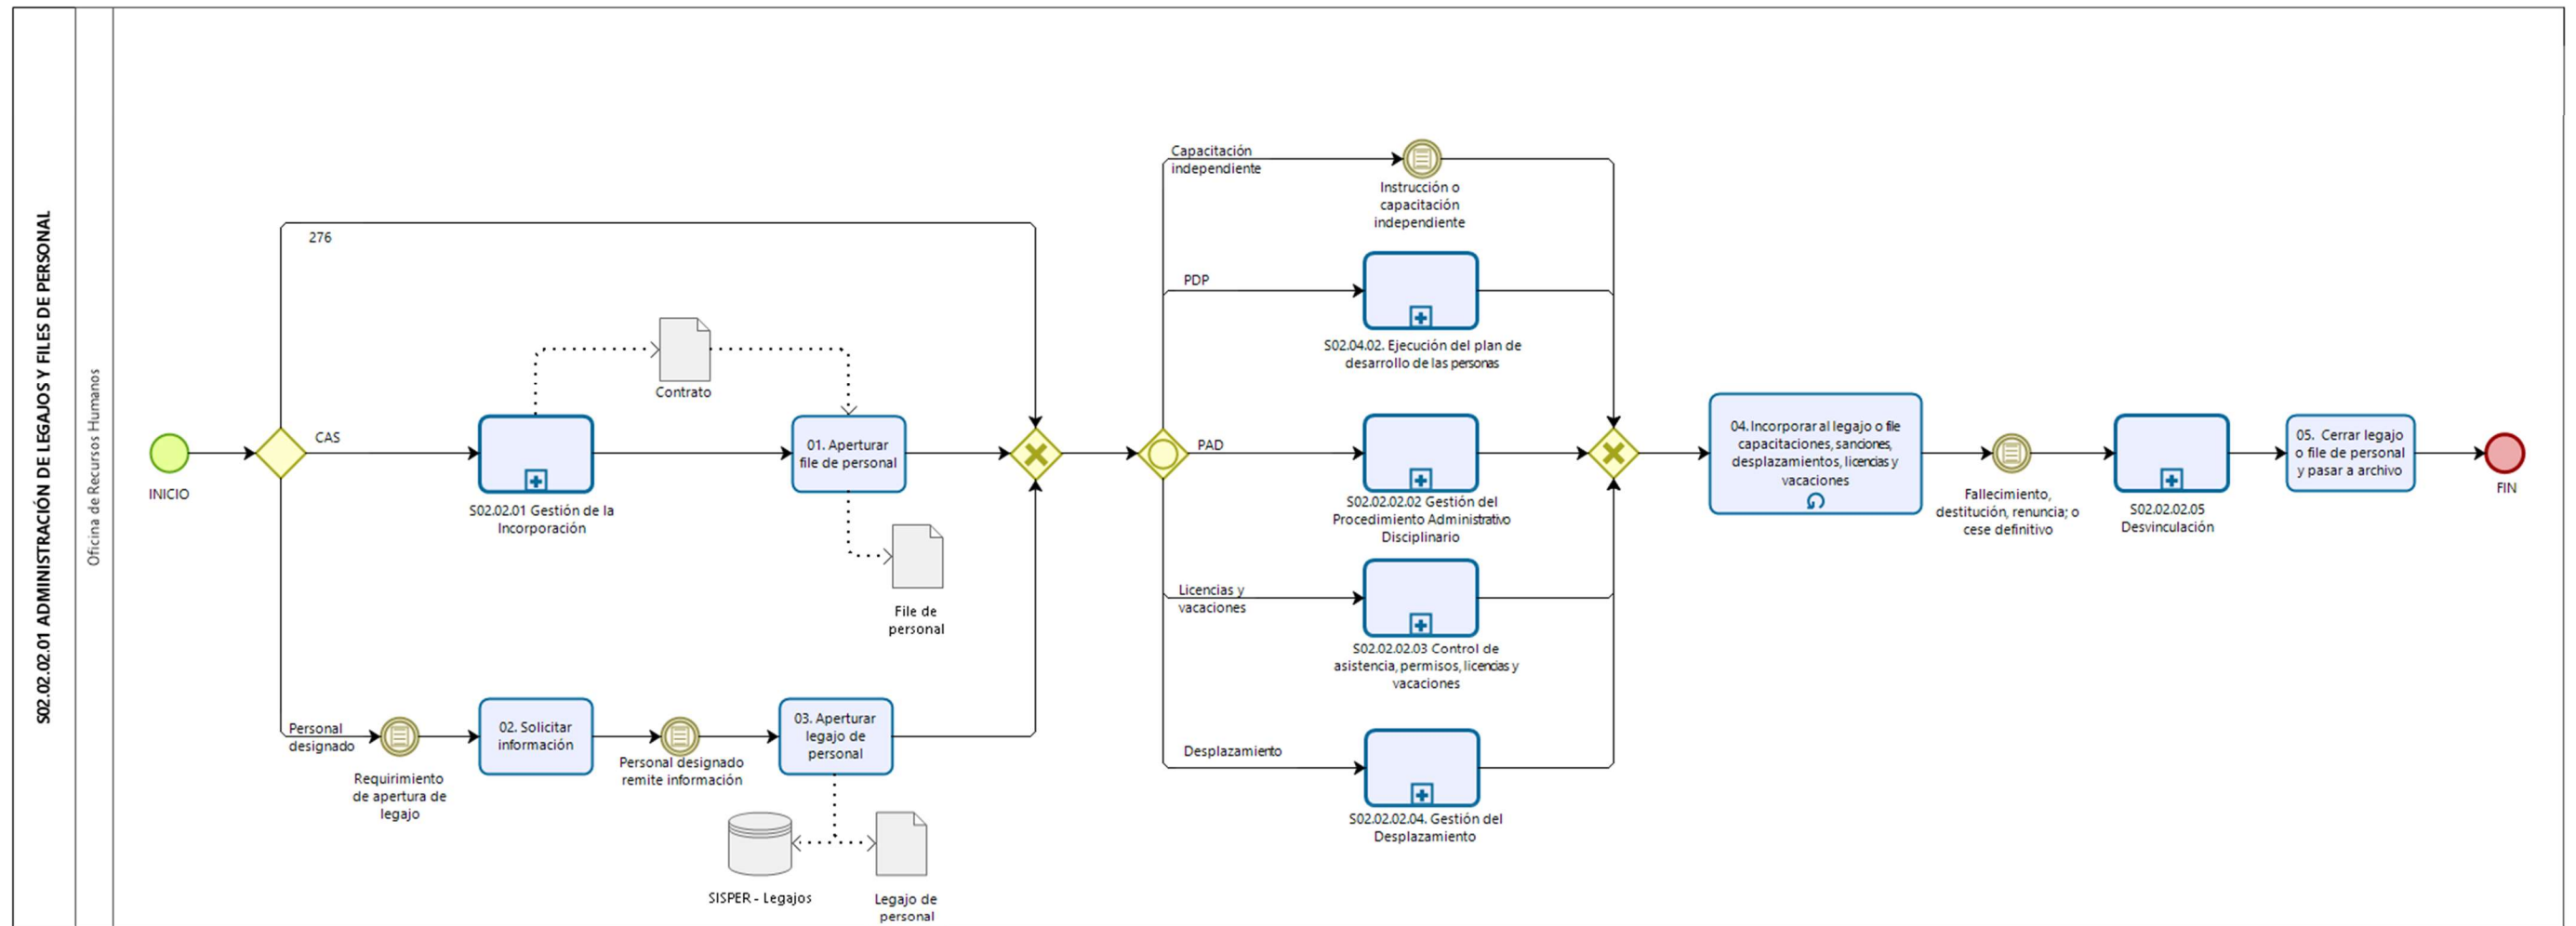 S02.02.02.01 ADMINISTRACIÓN DE LEGAJOS Y FILES DE PERSONAL
Oficina de Recursos Humanos
INICIO
276
CAS
S02.02.01 Gestión de la
Incorporación
Contrato
01. Aperturar
file de personal
File de
personal
Personal
designado
Requirimiento
de apertura de
legajo
02. Solicitar
información
Personal designado
remite información
03. Aperturar
legajo de
personal
SISPER - Legajos
Legajo de
personal
Capacitación
independiente
Instrucción o
capacitación
independiente
PDP
S02.04.02. Ejecución del plan de
desarrollo de las personas
PAD
S02.02.02.02 Gestión del
Procedimiento Administrativo
Disciplinario
Licencias y
vacaciones
S02.02.02.03 Control de
asistencia, permisos, licencias y
vacaciones
Desplazamiento
S02.02.02.04. Gestión del
Desplazamiento
04. Incorporar al legajo o file
capacitaciones, sanciones,
desplazamientos, licencias y
vacaciones
Fallecimiento,
destitución, renuncia; o
cese definitivo
S02.02.02.05
Desvinculación
05. Cerrar legajo
o file de personal
y pasar a archivo
FIN